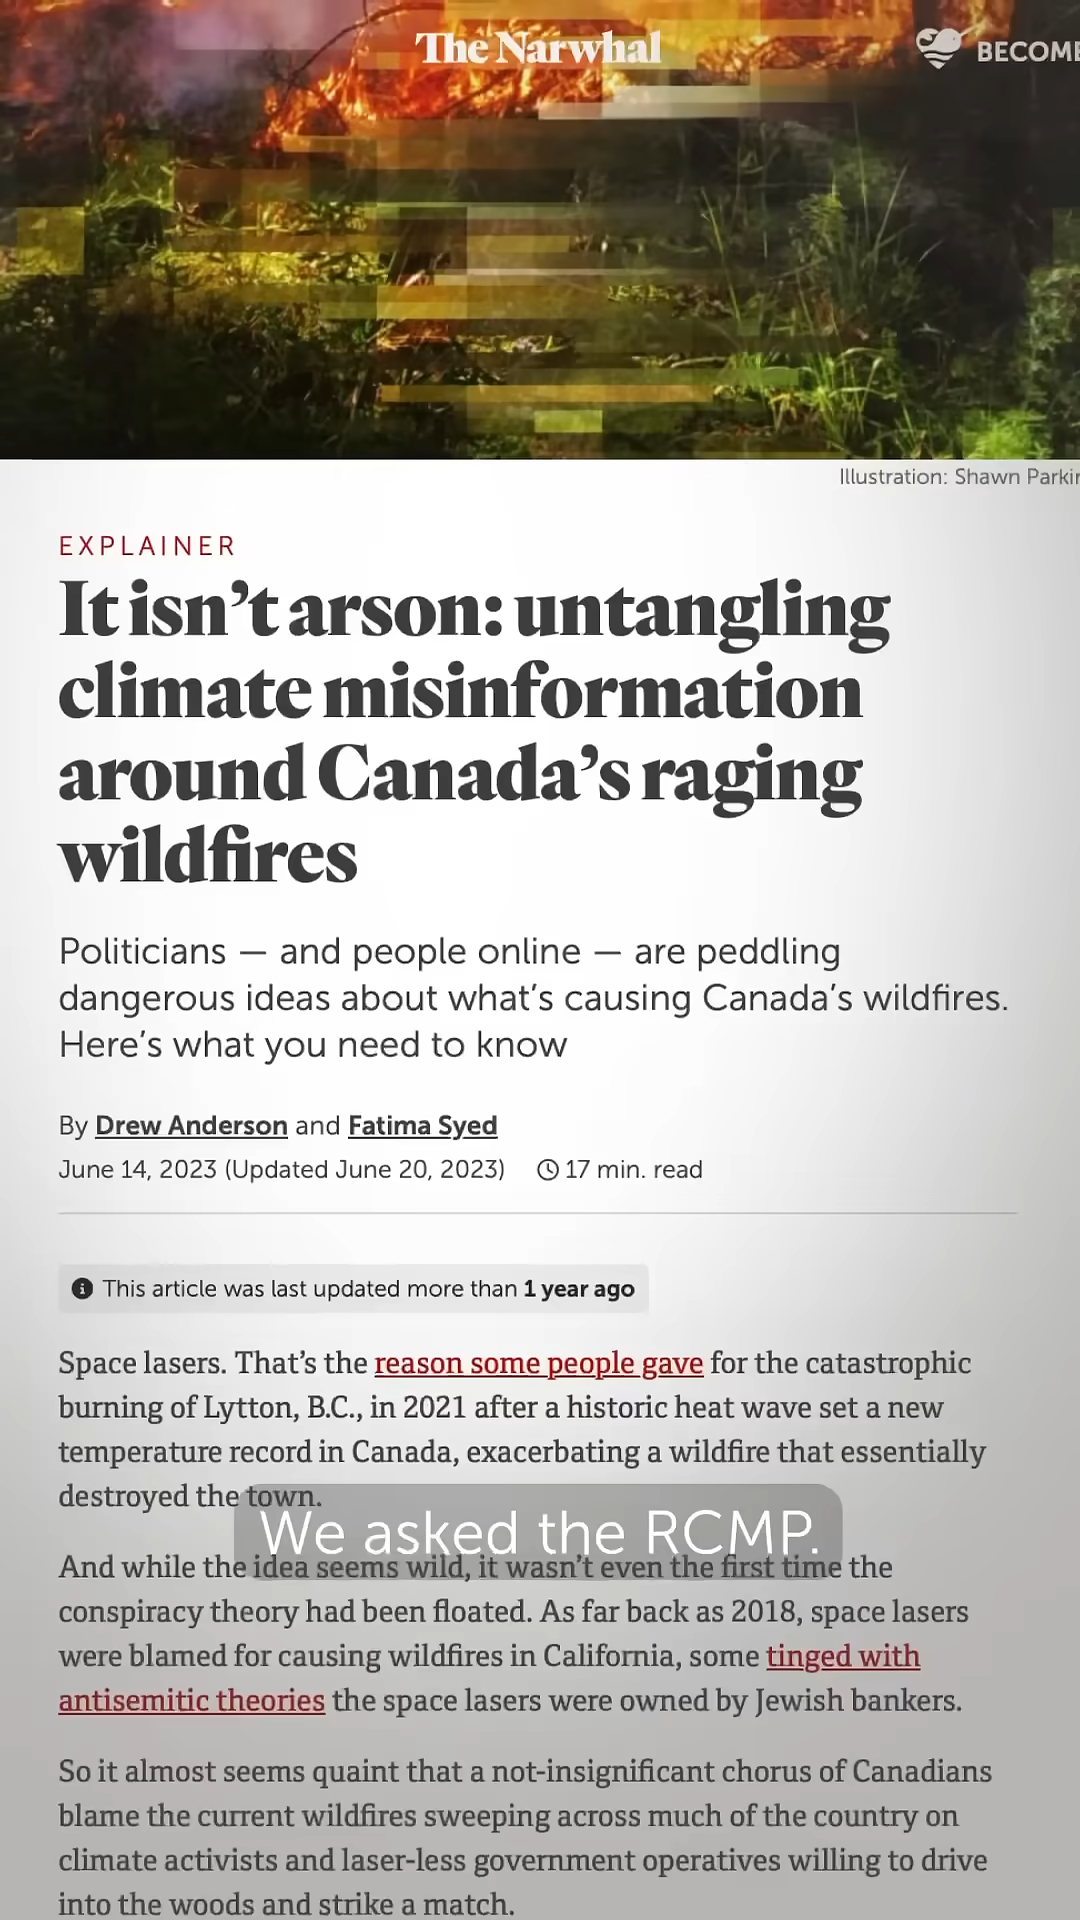 The Narwhal
BECOME
Illustration: Shawn Parkin
EXPLAINER
It isn’t arson: untangling
climate misinformation
around Canada’s raging
wildfires
Politicians — and people online — are peddling
dangerous ideas about what’s causing Canada’s wildfires.
Here’s what you need to know
By Drew Anderson and Fatima Syed
June 14, 2023 (Updated June 20, 2023) 17 min. read
This article was last updated more than 1 year ago
Space lasers. That’s the reason some people gave for the catastrophic
burning of Lytton, B.C., in 2021 after a historic heat wave set a new
temperature record in Canada, exacerbating a wildfire that essentially
destroyed the town.
We asked the RCMP.
And while the idea seems wild, it wasn’t even the first time the
conspiracy theory had been floated. As far back as 2018, space lasers
were blamed for causing wildfires in California, some tinged with
antisemitic theories the space lasers were owned by Jewish bankers.
So it almost seems quaint that a not-insignificant chorus of Canadians
blame the current wildfires sweeping across much of the country on
climate activists and laser-less government operatives willing to drive
into the woods and strike a match.